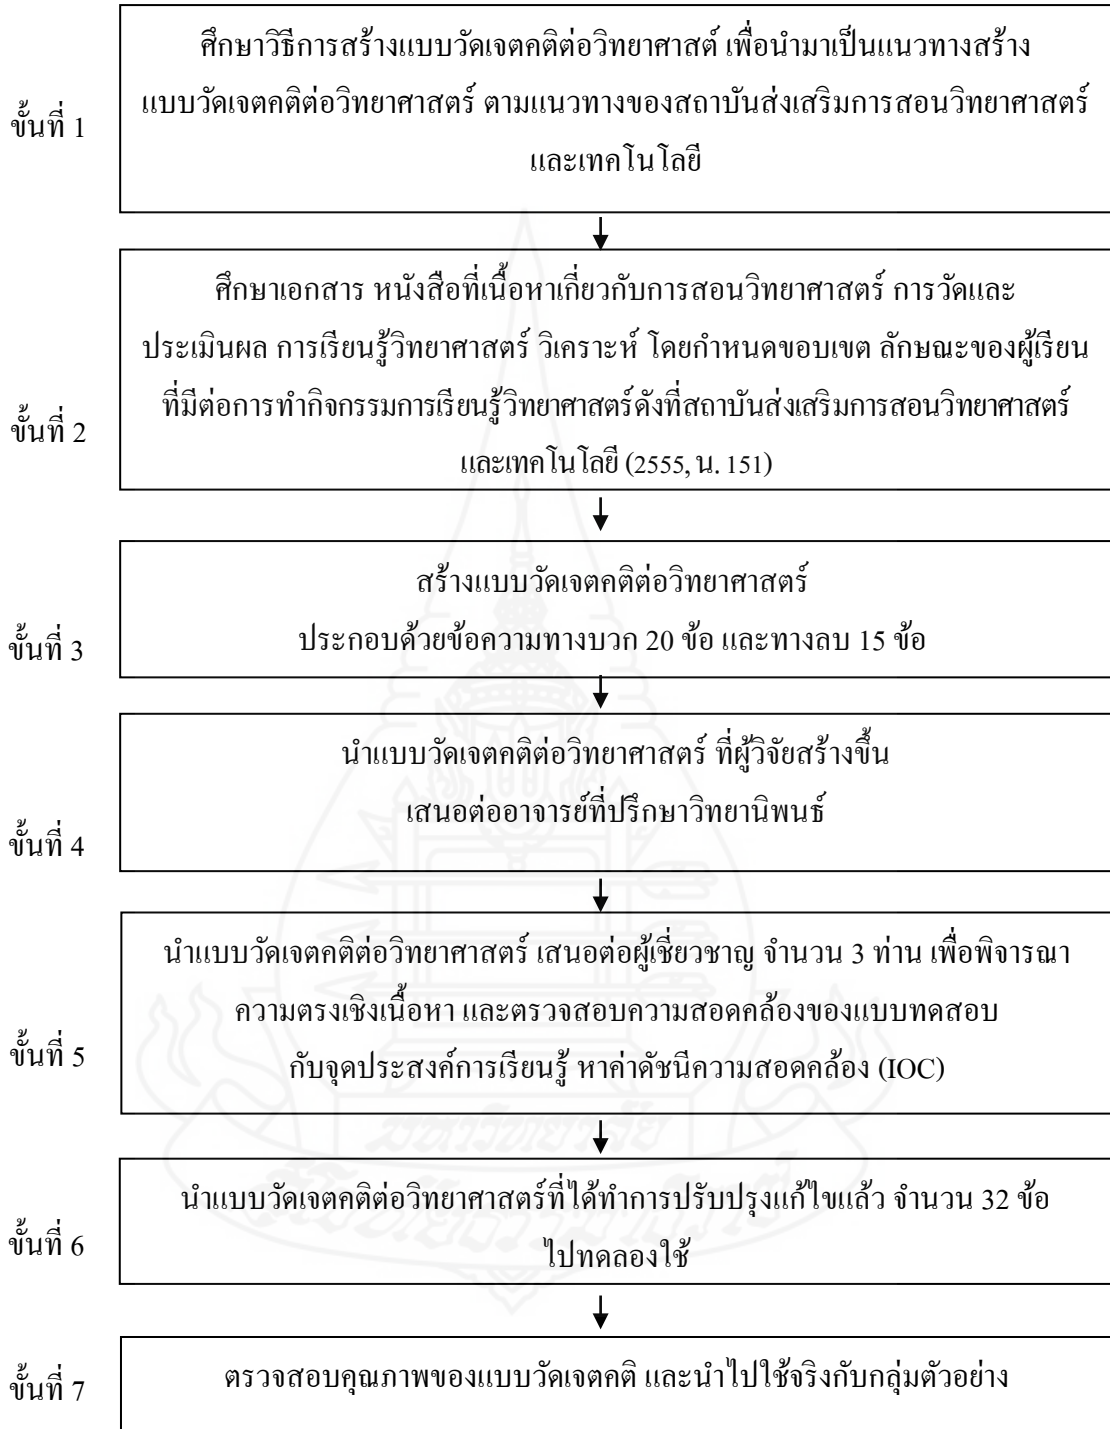 ศึกษาวิธีการสร้างแบบวัดเจตคติต่อวิทยาศาสต์ เพื่อนำมาเป็นแนวทางสร้าง
แบบวัดเจตคติต่อวิทยาศาสตร์ ตามแนวทางของสถาบันส่งเสริมการสอนวิทยาศาสตร์
ขั้นที่ 1
และเทคโนโลยี
ศึกษาเอกสาร หนังสือที่เนื้อหาเกี่ยวกับการสอนวิทยาศาสตร์ การวัดและ
ประเมินผล การเรียนรู้วิทยาศาสตร์ วิเคราะห์ โดยกำหนดขอบเขต ลักษณะของผู้เรียน
ที่มีต่อการทำกิจกรรมการเรียนรู้วิทยาศาสตร์ดังที่สถาบันส่งเสริมการสอนวิทยาศาสตร์
ขั้นที่ 2
และเทคโนโลยี (2555, น. 151)
สร้างแบบวัดเจตคติต่อวิทยาศาสตร์
ขั้นที่ 3
ประกอบด้วยข้อความทางบวก 20 ข้อ และทางลบ 15 ข้อ
นำแบบวัดเจตคติต่อวิทยาศาสตร์ ที่ผู้วิจัยสร้างขึ้น
เสนอต่ออาจารย์ที่ปรึกษาวิทยานิพนธ์
ขั้นที่ 4
นำแบบวัดเจตคติต่อวิทยาศาสตร์ เสนอต่อผู้เชี่ยวชาญ จำนวน 3 ท่าน เพื่อพิจารณา
ความตรงเชิงเนื้อหา และตรวจสอบความสอดคล้องของแบบทดสอบ
ขั้นที่ 5
กับจุดประสงค์การเรียนรู้ หาค่าดัชนีความสอดคล้อง (IOC)
มหาวิทยาลัย
สุโขทัยธรรมาธิราช
นำแบบวัดเจตคติต่อวิทยาศาสตร์ที่ได้ทำการปรับปรุงแก้ไขแล้ว จำนวน 32 ข้อ
ขั้นที่ 6
ไปทดลองใช้
ขั้นที่ 7
ตรวจสอบคุณภาพของแบบวัดเจตคติ และนำไปใช้จริงกับกลุ่มตัวอย่าง